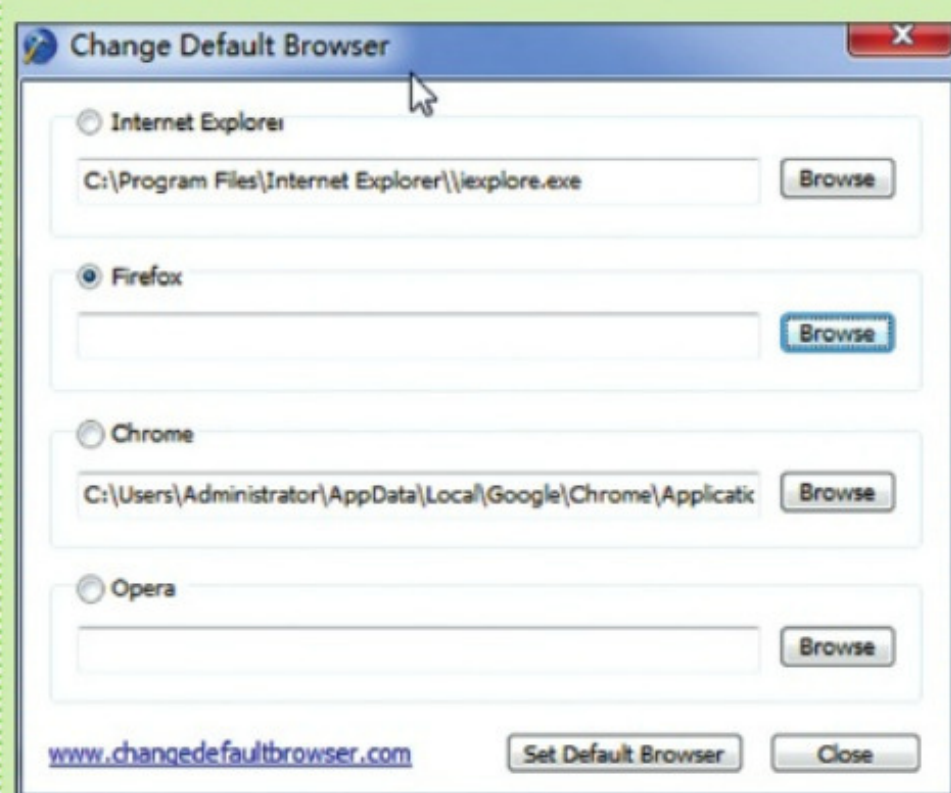 Change Default Browser
Internet Explorer
C:\Program Files\Internet Explorer\\iexplore.exe
Browse
Firefox
Browse
Chrome
C:\Users\Administrator\AppData\Local\Google\Chrome\Applicatic
Browse
Opera
Browse
www.changedefaultbrowser.com
Set Default Browser
Close